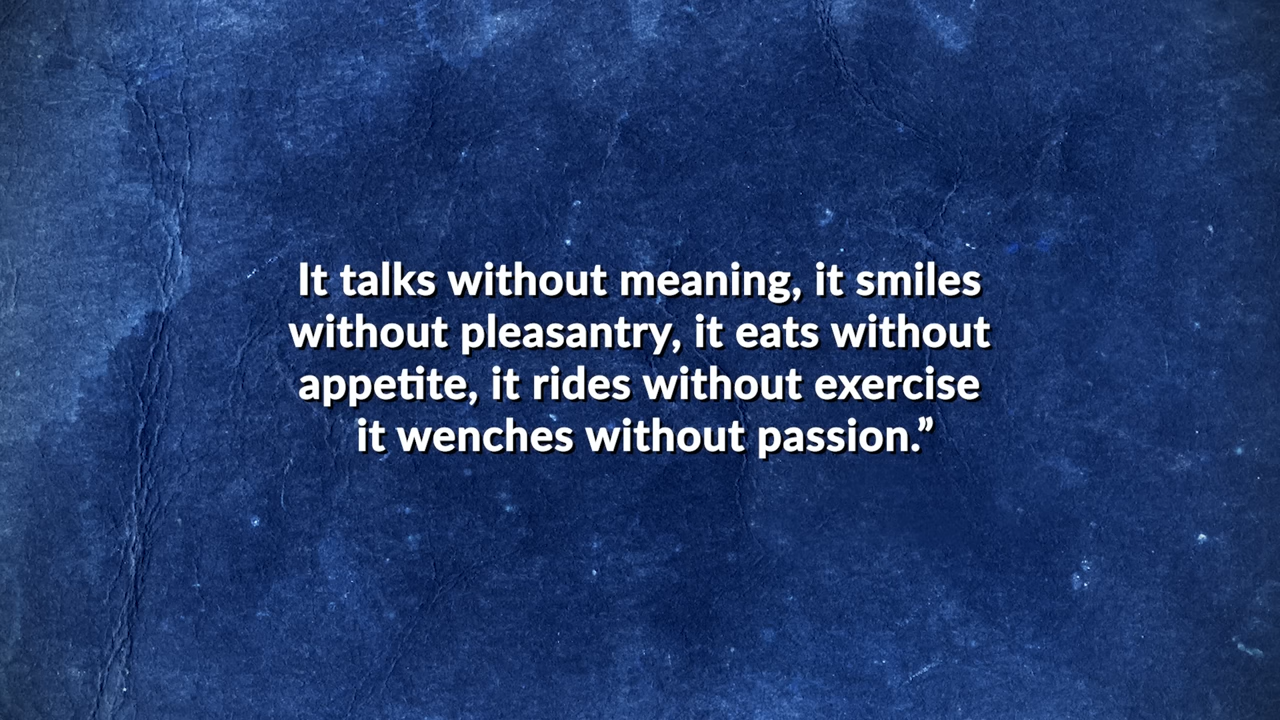 It talks without meaning, it smiles
without pleasantry, it eats without
appetite, it rides without exercise
it wenches without passion.”